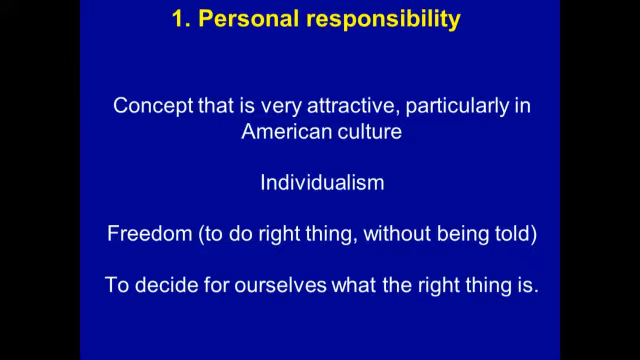 1. Personal responsibility
Concept that is very attractive, particularly in
American culture
Individualism
Freedom (to do right thing, without being told)
To decide for ourselves what the right thing is.